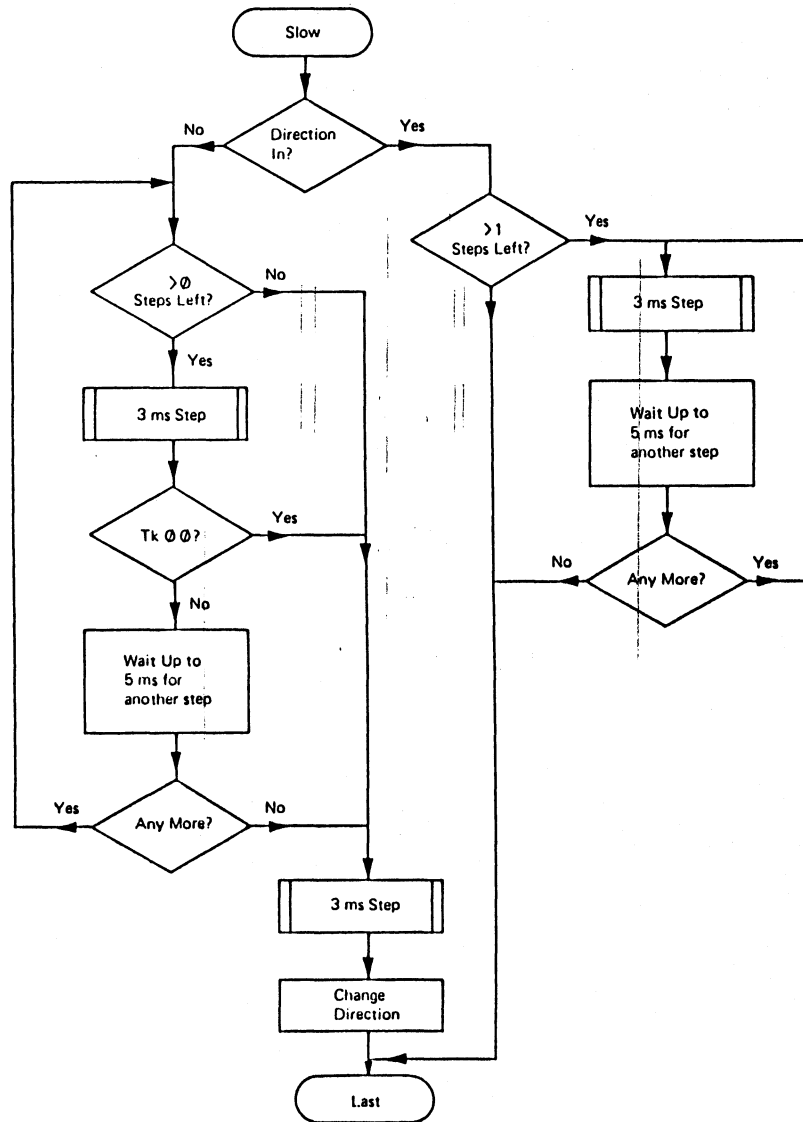 Slow
Direction
In?
No
Yes
>1
Steps Left?
Yes
>0̸
Steps Left?
No
3 ms Step
Yes
3 ms Step
Wait Up to
5 ms for
another step
Tk 0̸ 0̸?
Yes
No
Any More?
No
Yes
Wait Up to
5 ms for
another step
Yes
Any More?
No
3 ms Step
Change
Direction
Last